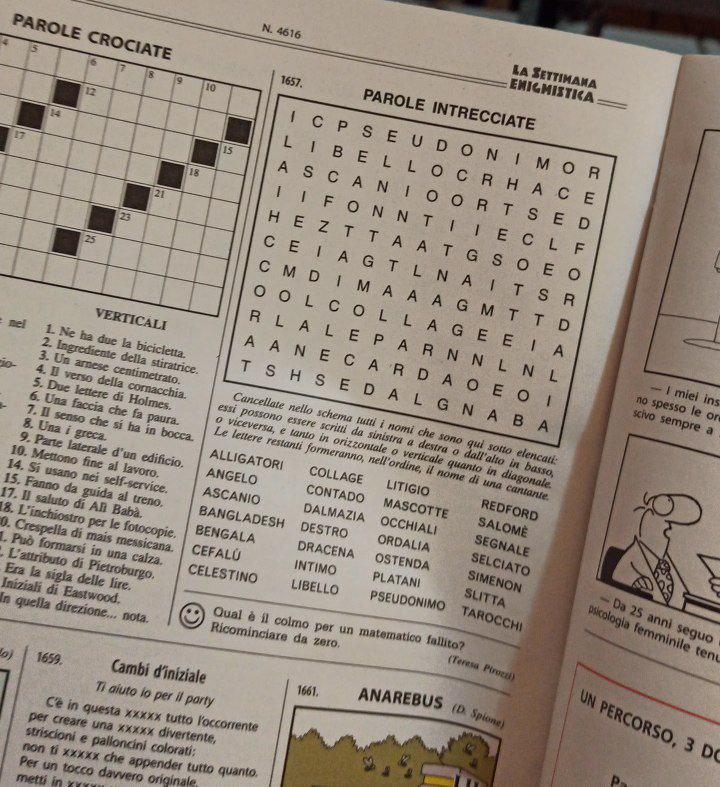 N. 4616
LA SETTIMANA
ENIGMISTICA
PAROLE CROCIATE
4 5 6 7 8 9 10
12
14
15
17
18
21
23
25
VERTICALI
1. Ne ha due la bicicletta.
2. Ingrediente della stiratrice.
3. Un arnese centimetrato.
4. Il verso della cornacchia.
5. Due lettere di Holmes.
6. Una faccia che fa paura.
7. Il senso che si ha in bocca.
8. Una i greca.
9. Parte laterale d'un edificio.
10. Mettono fine al lavoro.
14. Si usano nei self-service.
15. Fanno da guida al treno.
17. Il saluto di Alì Babà.
18. L'inchiostro per le fotocopie.
0. Crespella di mais messicana.
1. Può formarsi in una calza.
. L'attributo di Pietroburgo.
Era la sigla delle lire.
Iniziali di Eastwood.
In quella direzione... nota.
nel
1657.
PAROLE INTRECCIATE
I C P S E U D O N I M O R
L I B E L L O C R H A C E
A S C A N I O O R T S E D
I I F O N N T I I E C L F
H E Z T T A A T G S O E O
C E I A G T L N A I T S R
C M D I M A A A G M T T D
O O L C O L L A G E E I A
R L A L E P A R N N L N L
A A N E C A R D A O E O I
T S H S E D A L G N A B A
Cancellate nello schema tutti i nomi che sono qui sotto elencati:
essi possono essere scritti da sinistra a destra o dall'alto in basso,
o viceversa, e tanto in orizzontale o verticale quanto in diagonale.
Le lettere restanti formeranno, nell'ordine, il nome di una cantante.
ALLIGATORI
ANGELO
ASCANIO
BANGLADESH
BENGALA
CEFALÙ
CELESTINO
COLLAGE
CONTADO
DALMAZIA
DESTRO
DRACENA
INTIMO
LIBELLO
LITIGIO
MASCOTTE
OCCHIALI
ORDALIA
OSTENDA
PLATANI
PSEUDONIMO
REDFORD
SALOMÈ
SEGNALE
SELCIATO
SIMENON
SLITTA
TAROCCHI
Qual è il colmo per un matematico fallito?
Ricominciare da zero.
(Teresa Piruzzi)
1659.
Cambi d'iniziale
Ti aiuto io per il party
C'è in questa xxxxx tutto l'occorrente
per creare una xxxxx divertente,
striscioni e palloncini colorati:
non ti xxxxx che appender tutto quanto.
Per un tocco davvero originale,
metti in
1661.
ANAREBUS
(D. Spione)
— I miei ins
no spesso le or
scivo sempre a
— Da 25 anni seguo
psicologia femminile tenu
UN PERCORSO, 3 DO